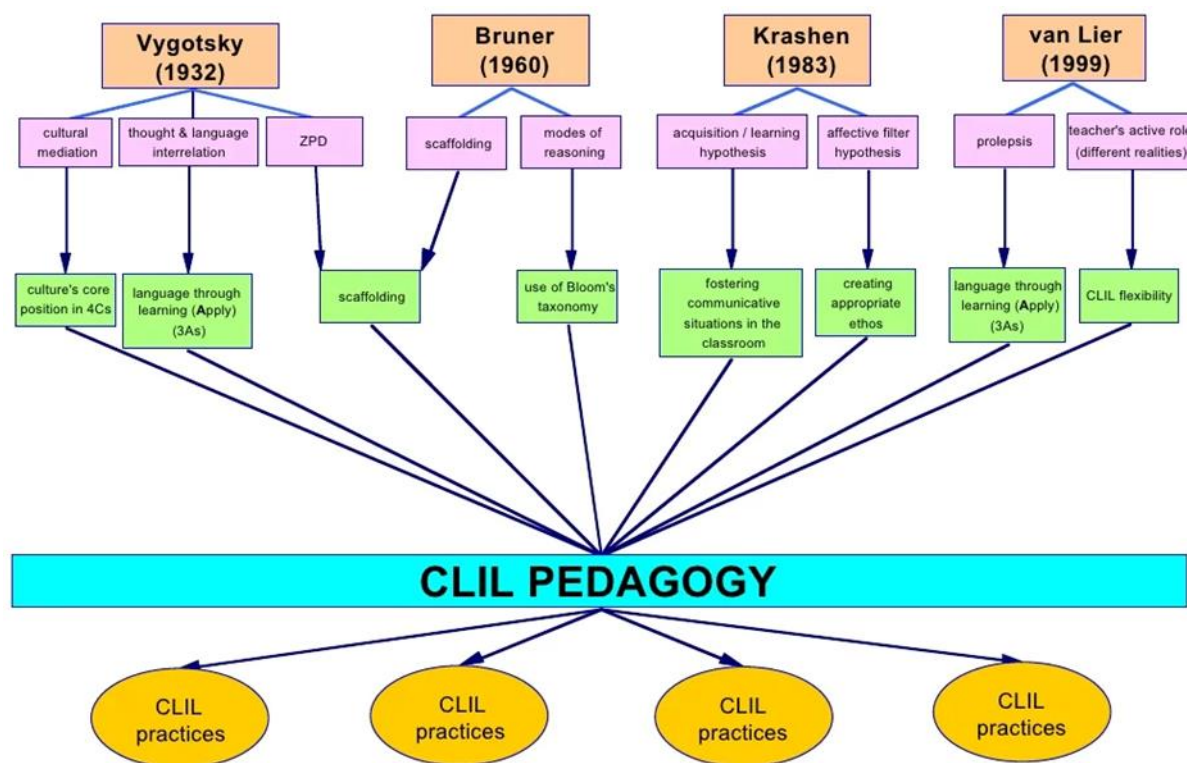 Vygotsky
(1932)
Bruner
(1960)
Krashen
(1983)
van Lier
(1999)
cultural
mediation
thought & language
interrelation
ZPD
scaffolding
modes of
reasoning
acquisition / learning
hypothesis
affective filter
hypothesis
prolepsis
teacher's active role
(different realities)
culture's core
position in 4Cs
language through
learning (Apply)
(3As)
scaffolding
use of Bloom's
taxonomy
fostering
communicative
situations in the
classroom
creating
appropriate
ethos
language through
learning (Apply)
(3As)
CLIL flexibility
CLIL PEDAGOGY
CLIL
practices
CLIL
practices
CLIL
practices
CLIL
practices